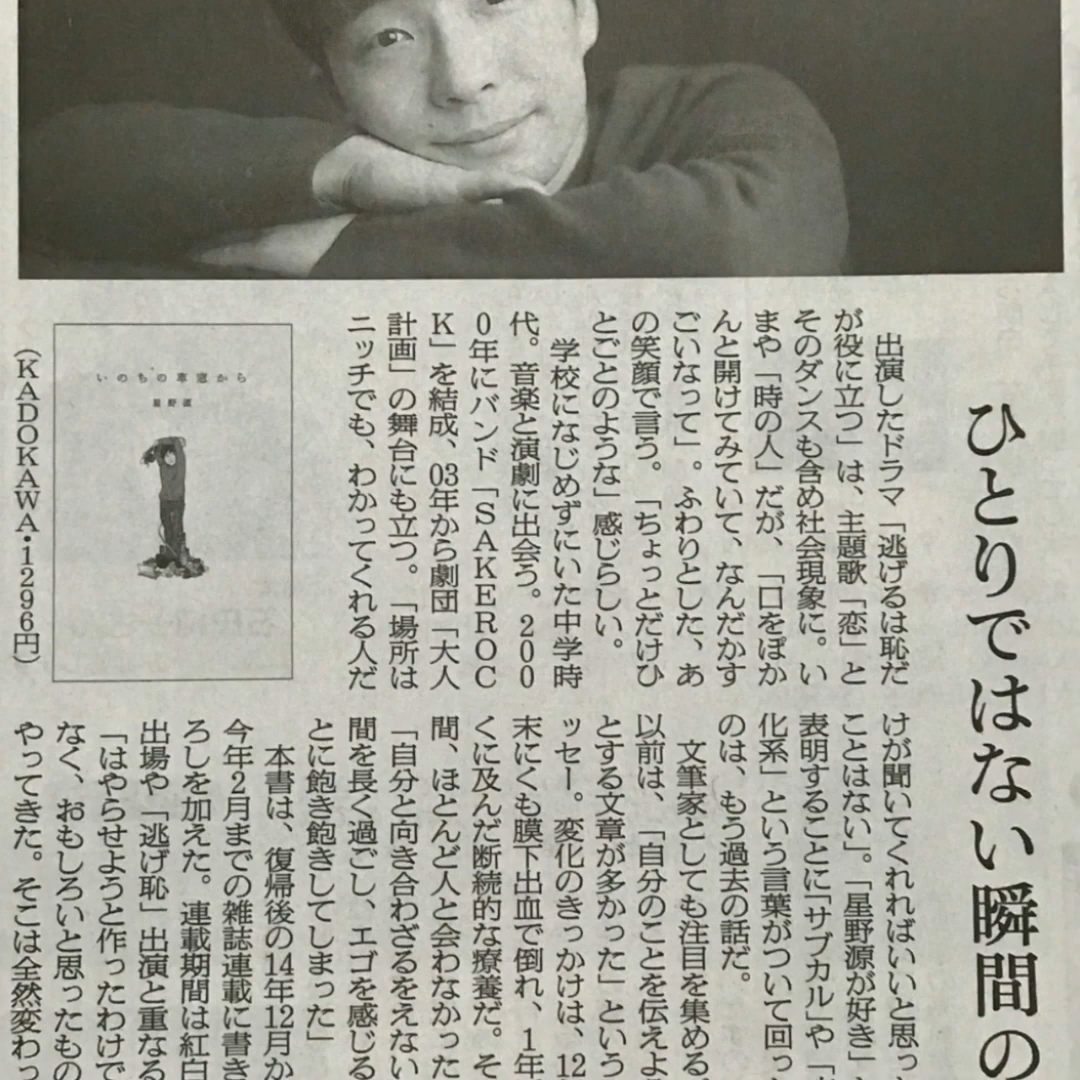 ひとりではない瞬間の
出演したドラマ「逃げるは恥だ
が役に立つ」は、主題歌「恋」と
そのダンスも含め社会現象に。い
まや「時の人」だが、「口をぽか
んと開けてみていて、なんだかす
ごいなって」。ふわりとした、あ
の笑顔で言う。「ちょっとだけひ
とごとのような」感じらしい。
学校になじめずにいた中学時
代。音楽と演劇に出会う。200
0年にバンド「SAKEROC
K」を結成、03年から劇団「大人
計画」の舞台にも立つ。「場所は
ニッチでも、わかってくれる人だ
けが聞いてくれればいいと思っ
ことはない」。「星野源が好き」
表明することに「サブカル」や「
化系」という言葉がついて回っ
のは、もう過去の話だ。
文筆家としても注目を集める
以前は、「自分のことを伝えよ
とする文章が多かった」という
ッセー。変化のきっかけは、12
末にくも膜下出血で倒れ、1年
くに及んだ断続的な療養だ。そ
間、ほとんど人と会わなかった
「自分と向き合わざるをえない
間を長く過ごし、エゴを感じる
とに飽き飽きしてしまった」
本書は、復帰後の14年12月か
今年2月までの雑誌連載に書き
ろしを加えた。連載期間は紅白
出場や「逃げ恥」出演と重なる
「はやらせようと作ったわけで
なく、おもしろいと思ったもの
やってきた。そこは全然変わっ
いのちの車窓から
星野源
(KADOKAWA・1296円)